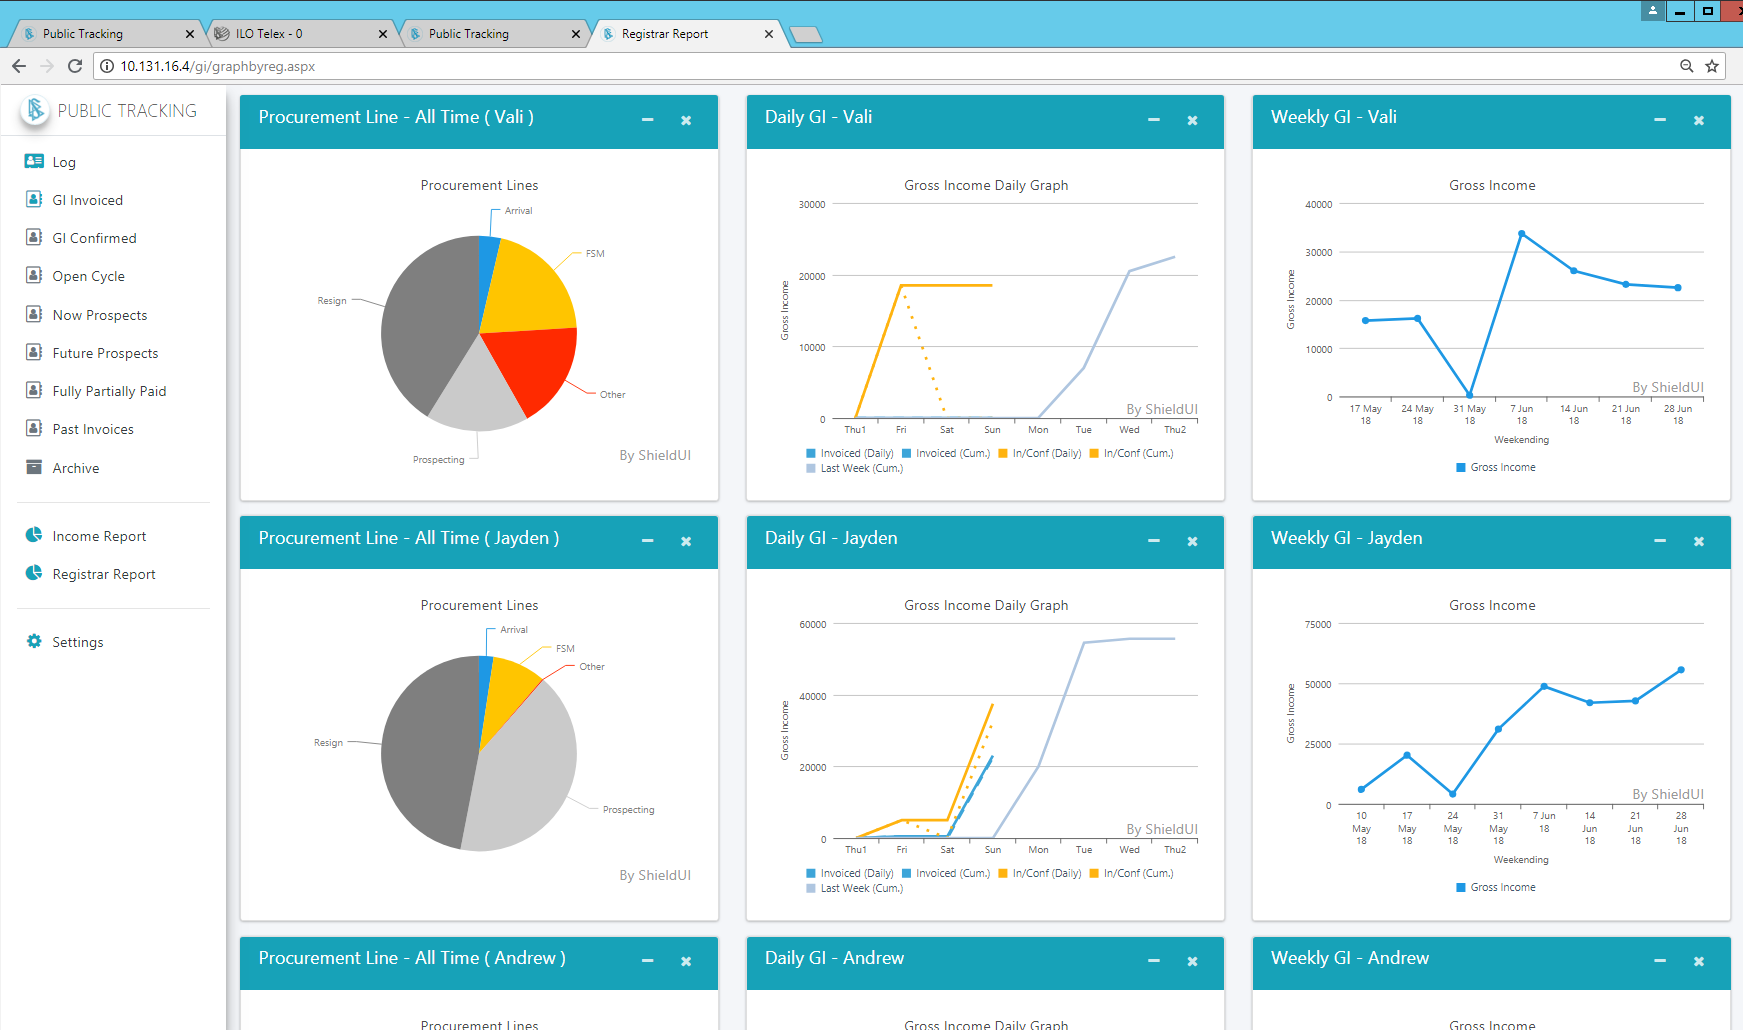 Public Tracking
ILO Telex - 0
Public Tracking
Registrar Report
10.131.16.4/gi/graphbyreg.aspx
PUBLIC TRACKING
Log
GI Invoiced
GI Confirmed
Open Cycle
Now Prospects
Future Prospects
Fully Partially Paid
Past Invoices
Archive
Income Report
Registrar Report
Settings
Procurement Line - All Time ( Vali )
Procurement Lines
Arrival
FSM
Resign
Other
Prospecting
By ShieldUI
Daily GI - Vali
Gross Income Daily Graph
30000
20000
10000
0
Gross Income
Thu1 Fri Sat Sun Mon Tue Wed Thu2
By ShieldUI
Invoiced (Daily) Invoiced (Cum.) In/Conf (Daily) In/Conf (Cum.)
Last Week (Cum.)
Weekly GI - Vali
Gross Income
40000
30000
20000
10000
0
Gross Income
By ShieldUI
17 May 24 May 31 May 7 Jun 14 Jun 21 Jun 28 Jun
18 18 18 18 18 18 18
Weekending
Gross Income
Procurement Line - All Time ( Jayden )
Procurement Lines
Arrival
FSM
Other
Resign
Prospecting
By ShieldUI
Daily GI - Jayden
Gross Income Daily Graph
60000
40000
20000
0
Gross Income
Thu1 Fri Sat Sun Mon Tue Wed Thu2
By ShieldUI
Invoiced (Daily) Invoiced (Cum.) In/Conf (Daily) In/Conf (Cum.)
Last Week (Cum.)
Weekly GI - Jayden
Gross Income
75000
50000
25000
0
Gross Income
By ShieldUI
10 17 24 31 7 Jun 14 21 28
May May May May 18 Jun Jun Jun
18 18 18 18 18 18 18
Weekending
Gross Income
Procurement Line - All Time ( Andrew )
Procurement Lines
Daily GI - Andrew
Gross Income Daily Graph
Weekly GI - Andrew
Gross Income